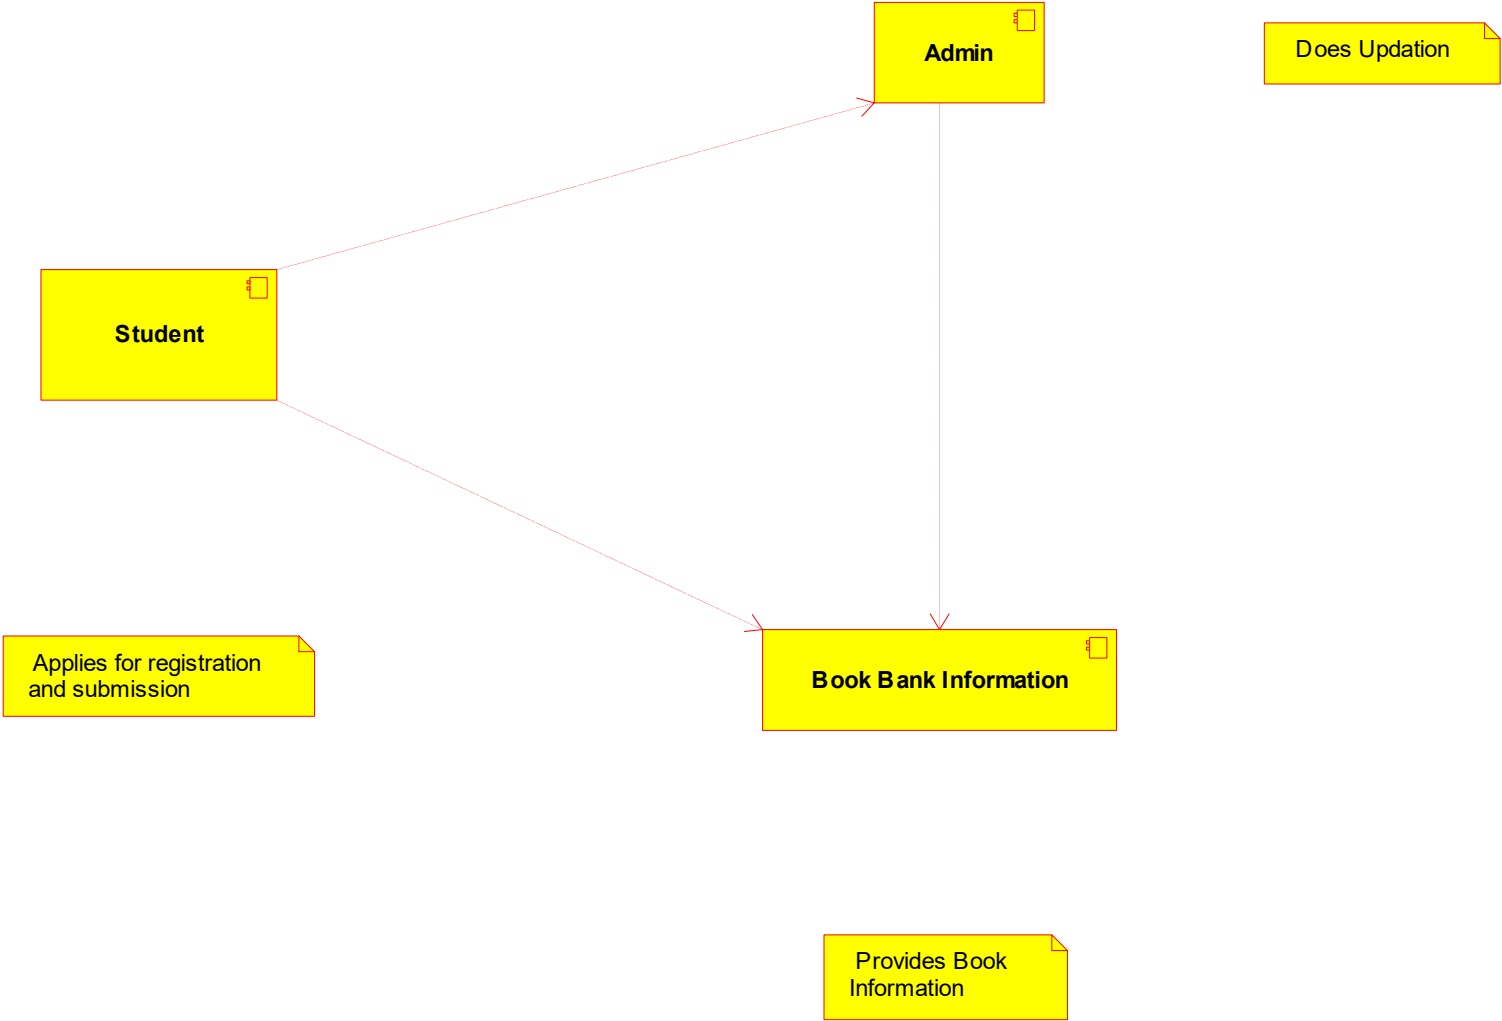 Admin
Does Updation
Student
Applies for registration
and submission
Book Bank Information
Provides Book
Information